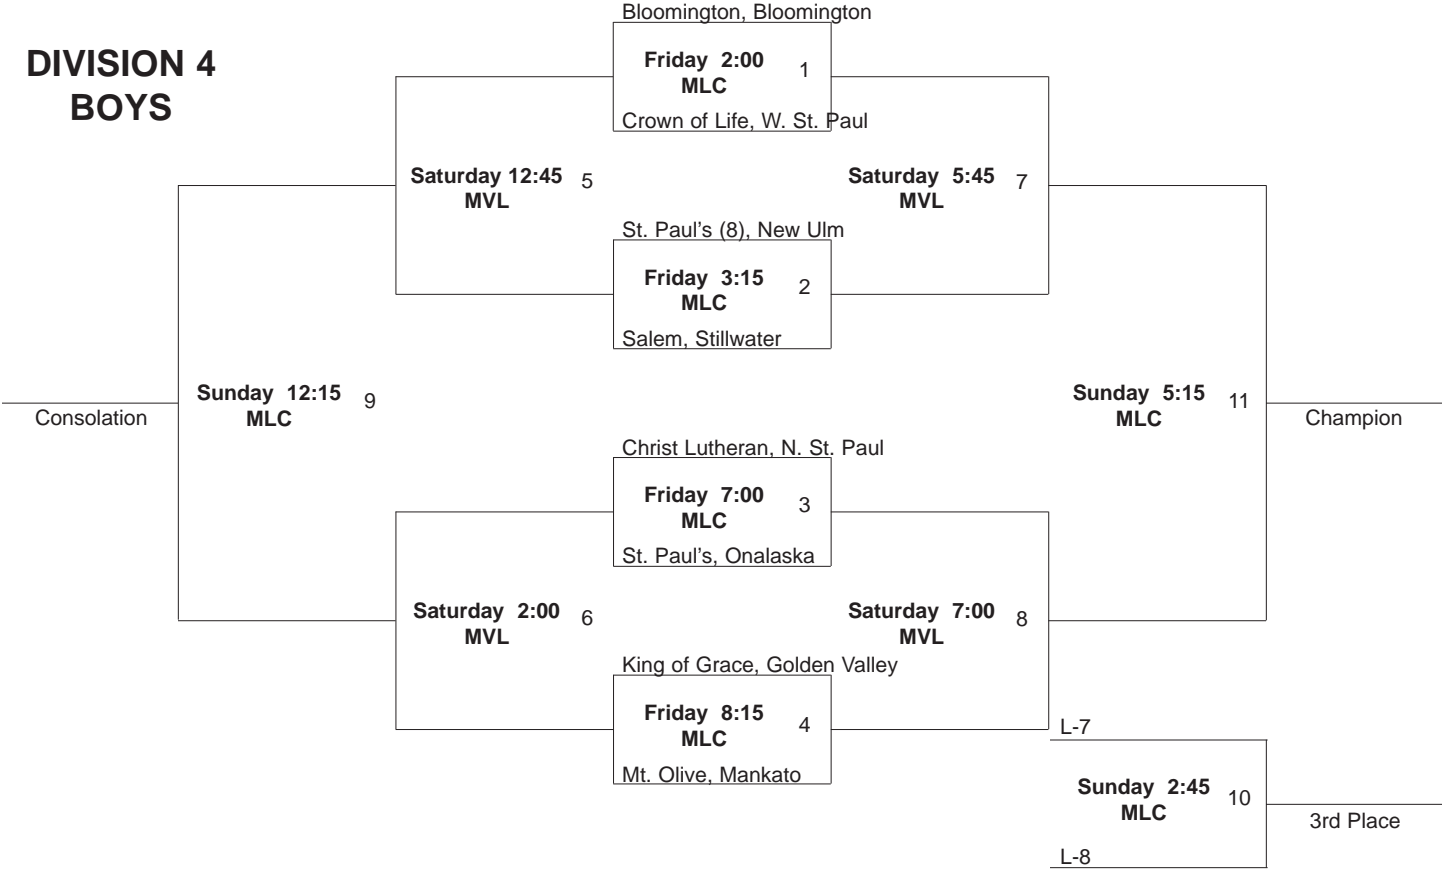 DIVISION 4
BOYS
Bloomington, Bloomington
Friday 2:00
MLC
1
Crown of Life, W. St. Paul
Saturday 12:45
MVL
5
Saturday 5:45
MVL
7
St. Paul's (8), New Ulm
Friday 3:15
MLC
2
Salem, Stillwater
Sunday 12:15
MLC
9
Consolation
Sunday 5:15
MLC
11
Champion
Christ Lutheran, N. St. Paul
Friday 7:00
MLC
3
St. Paul's, Onalaska
Saturday 2:00
MVL
6
Saturday 7:00
MVL
8
King of Grace, Golden Valley
Friday 8:15
MLC
4
Mt. Olive, Mankato
L-7
Sunday 2:45
MLC
10
3rd Place
L-8